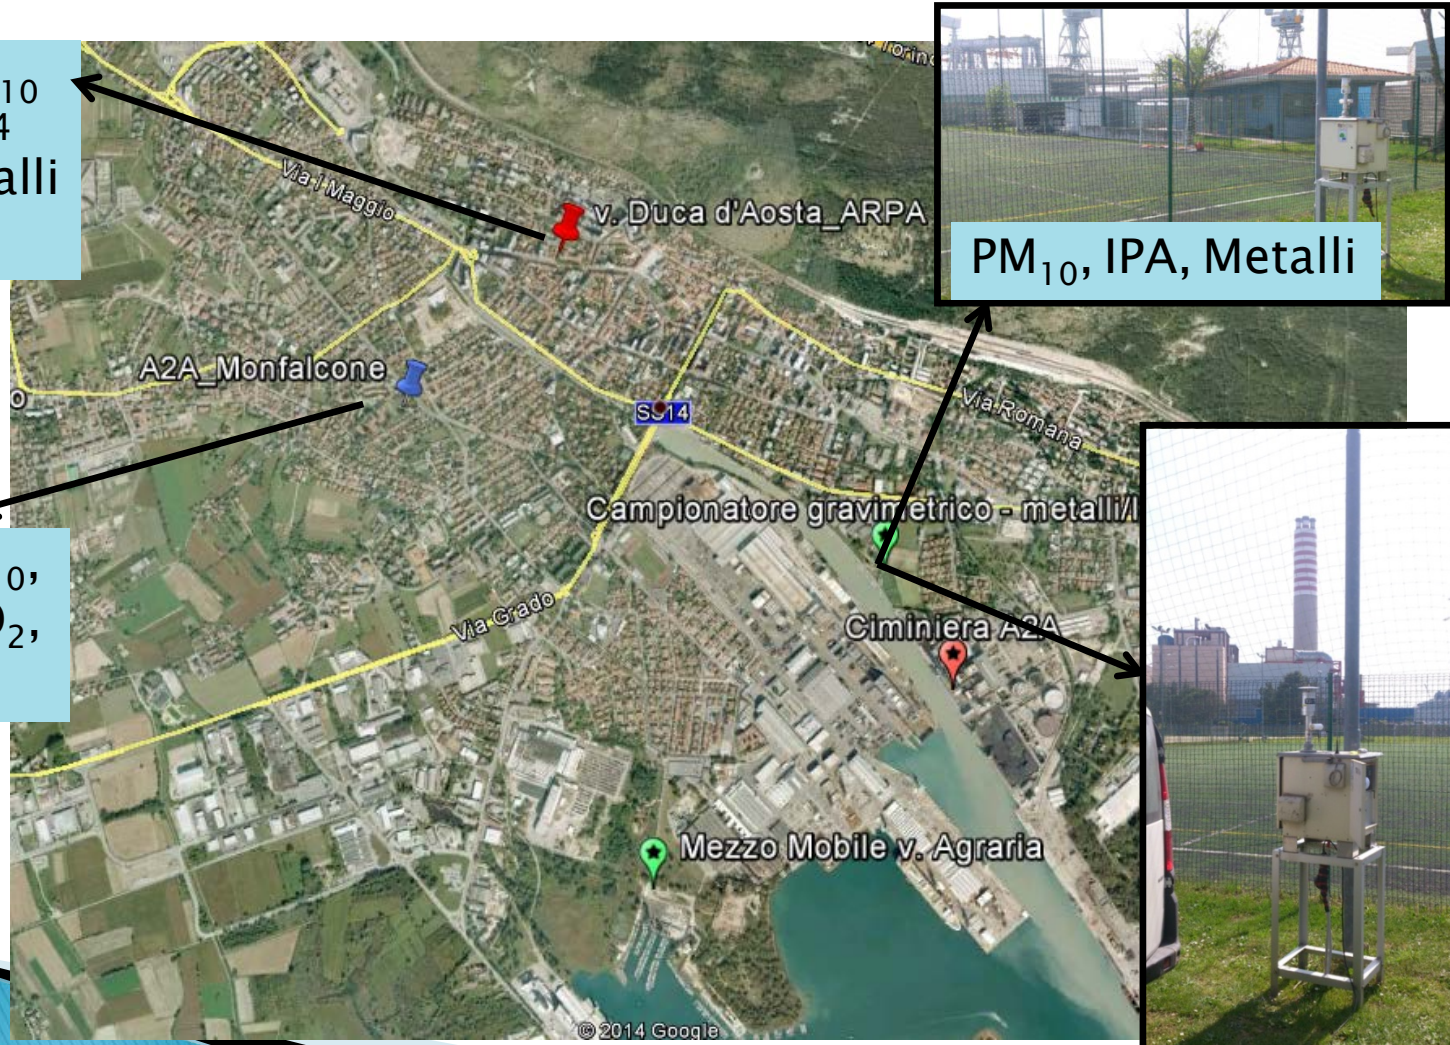 10
4
alli
Torino
Via I Maggio
v. Duca d'Aosta_ARPA
PM10, IPA, Metalli
A2A_Monfalcone
o
SS14
Via Romana
Campionatore gravimetrico - metalli/I
0,
2,
Via Grado
Ciminiera A2A
Mezzo Mobile v. Agraria
© 2014 Google